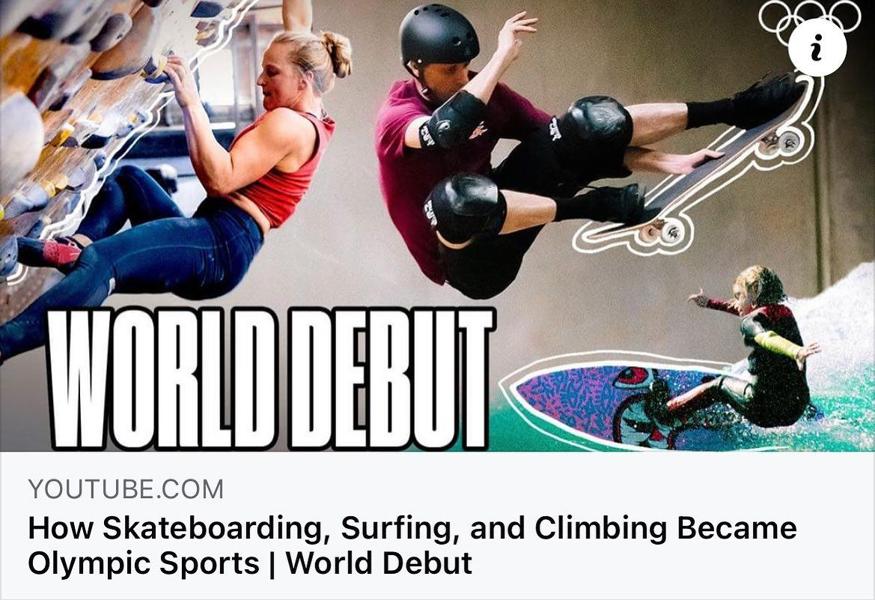 i
WORLD DEBUT
YOUTUBE.COM
How Skateboarding, Surfing, and Climbing Became
Olympic Sports | World Debut